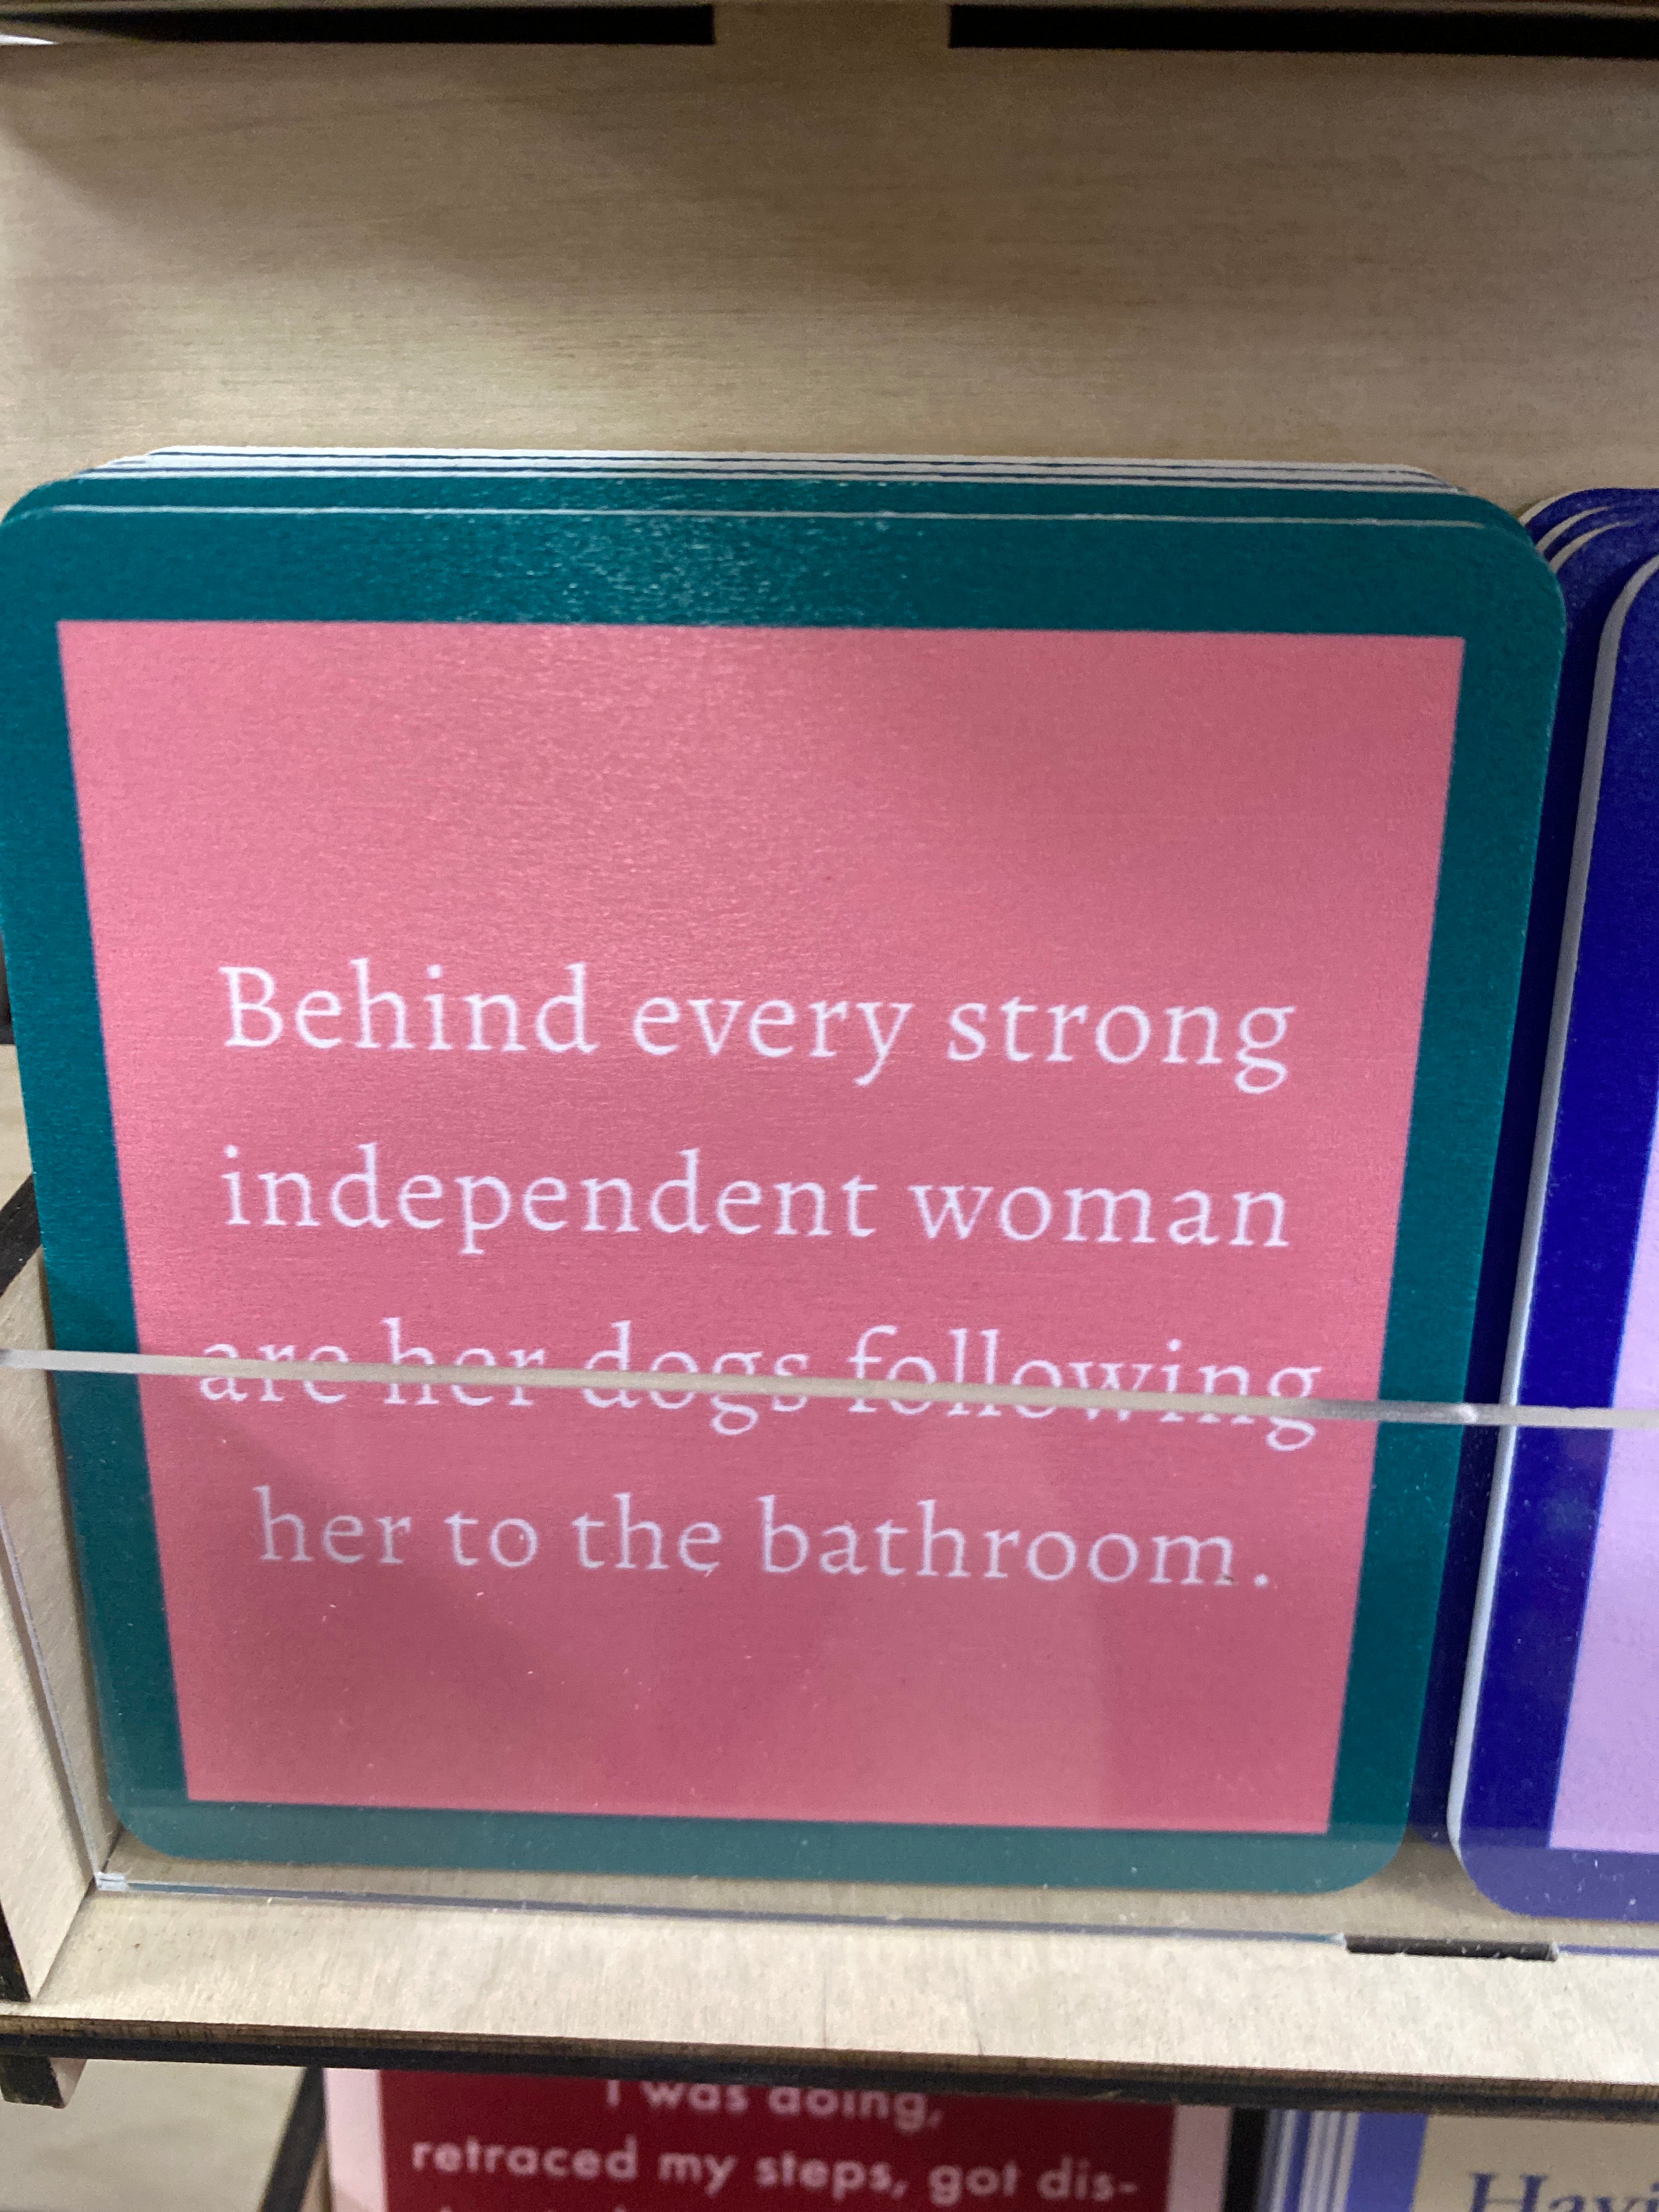 Behind every strong
independent woman
are her dogs following
her to the bathroom.
I was doing,
retraced my steps, got dis-